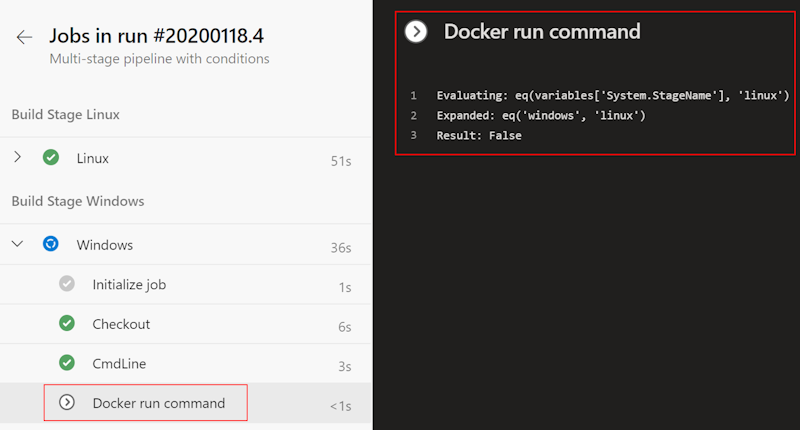 Jobs in run #20200118.4
Multi-stage pipeline with conditions
Build Stage Linux
Linux 51s
Build Stage Windows
Windows 36s
Initialize job 1s
Checkout 6s
CmdLine 3s
Docker run command <1s
Docker run command
1 Evaluating: eq(variables['System.StageName'], 'linux')
2 Expanded: eq('windows', 'linux')
3 Result: False